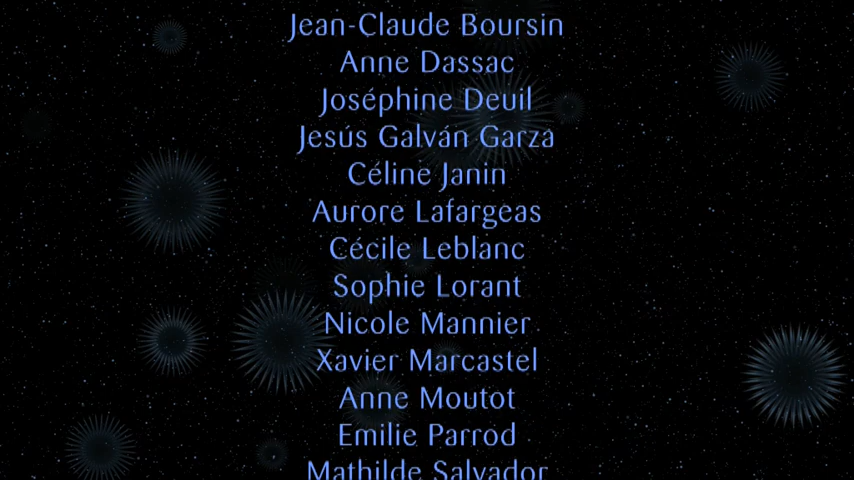 Jean-Claude Boursin
Anne Dassac
Joséphine Deuil
Jesús Galván Garza
Céline Janin
Aurore Lafargeas
Cécile Leblanc
Sophie Lorant
Nicole Mannier
Xavier Marcastel
Anne Moutot
Emilie Parrod
Mathilde Salvador